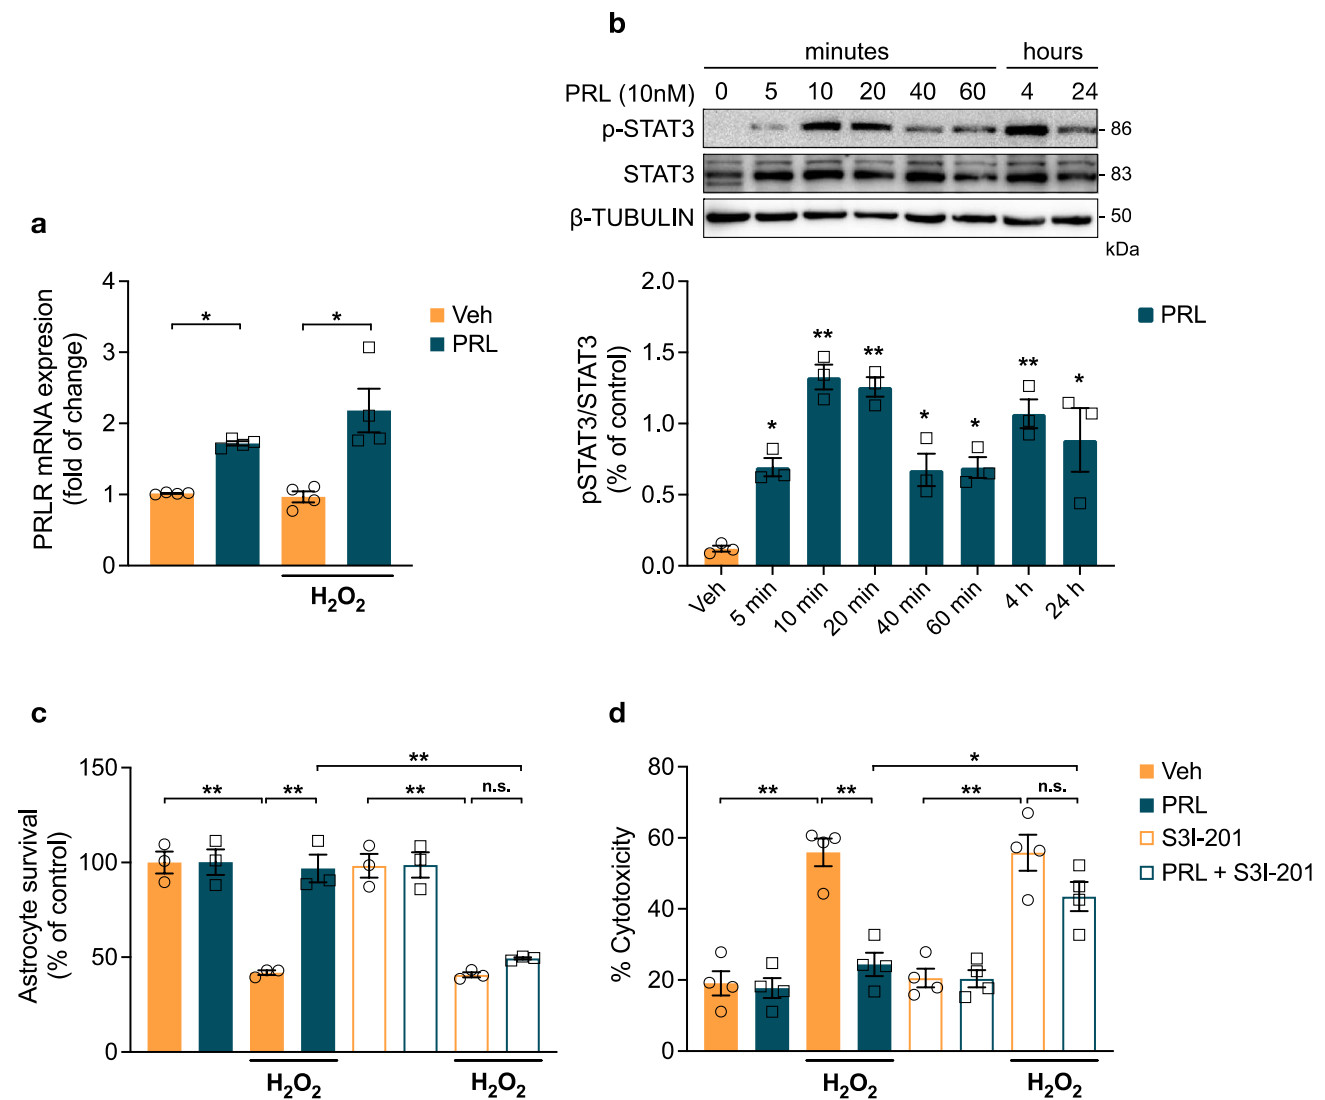 a
PRLR mRNA expresion
(fold of change)
4
3
2
1
0
*
*
Veh
PRL
H₂O₂
b
minutes
hours
PRL (10nM)
0 5 10 20 40 60 4 24
p-STAT3
86
STAT3
83
β-TUBULIN
50
kDa
pSTAT3/STAT3
(% of control)
2.0
1.5
1.0
0.5
0.0
* ** ** * * ** *
PRL
Veh
5 min
10 min
20 min
40 min
60 min
4 h
24 h
c
Astrocyte survival
(% of control)
150
100
50
0
**
** ** ** n.s.
H₂O₂
H₂O₂
d
% Cytotoxicity
80
60
40
20
0
*
** ** ** n.s.
H₂O₂
H₂O₂
Veh
PRL
S3I-201
PRL + S3I-201